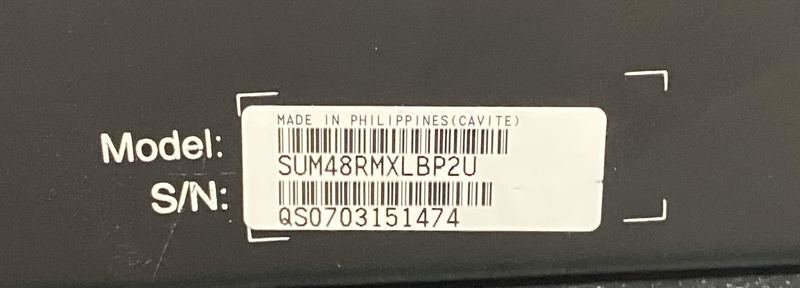 MADE IN PHILIPPINES(CAVITE)
Model: SUM48RMXLBP2U
S/N: QS0703151474